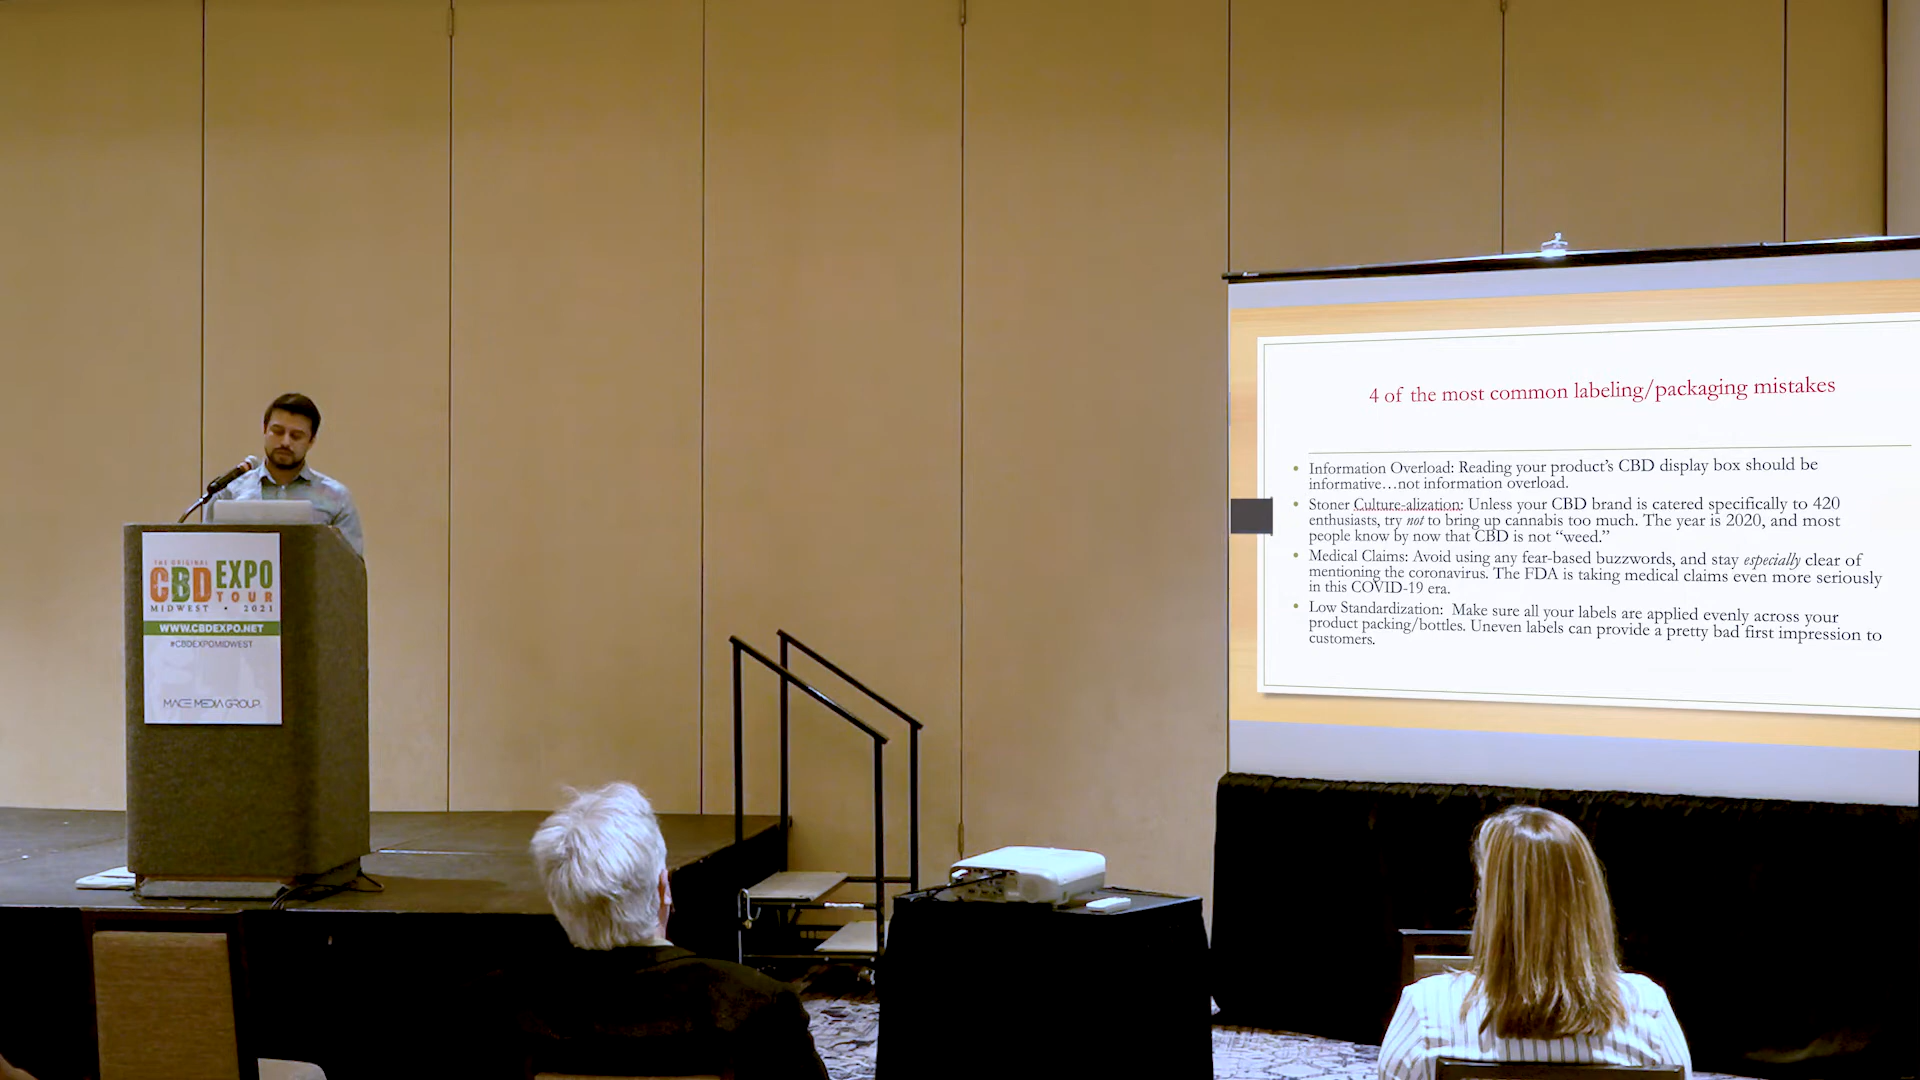 THE ORIGINAL
CBD EXPO
TOUR
MIDWEST • 2021
WWW.CBDEXPO.NET
#CBDEXPOMIDWEST
MACE MEDIA GROUP
4 of the most common labeling/packaging mistakes
• Information Overload: Reading your product's CBD display box should be
informative…not information overload.
• Stoner Culture-alization: Unless your CBD brand is catered specifically to 420
enthusiasts, try not to bring up cannabis too much. The year is 2020, and most
people know by now that CBD is not “weed.”
• Medical Claims: Avoid using any fear-based buzzwords, and stay especially clear of
mentioning the coronavirus. The FDA is taking medical claims even more seriously
in this COVID-19 era.
• Low Standardization: Make sure all your labels are applied evenly across your
product packing/bottles. Uneven labels can provide a pretty bad first impression to
customers.